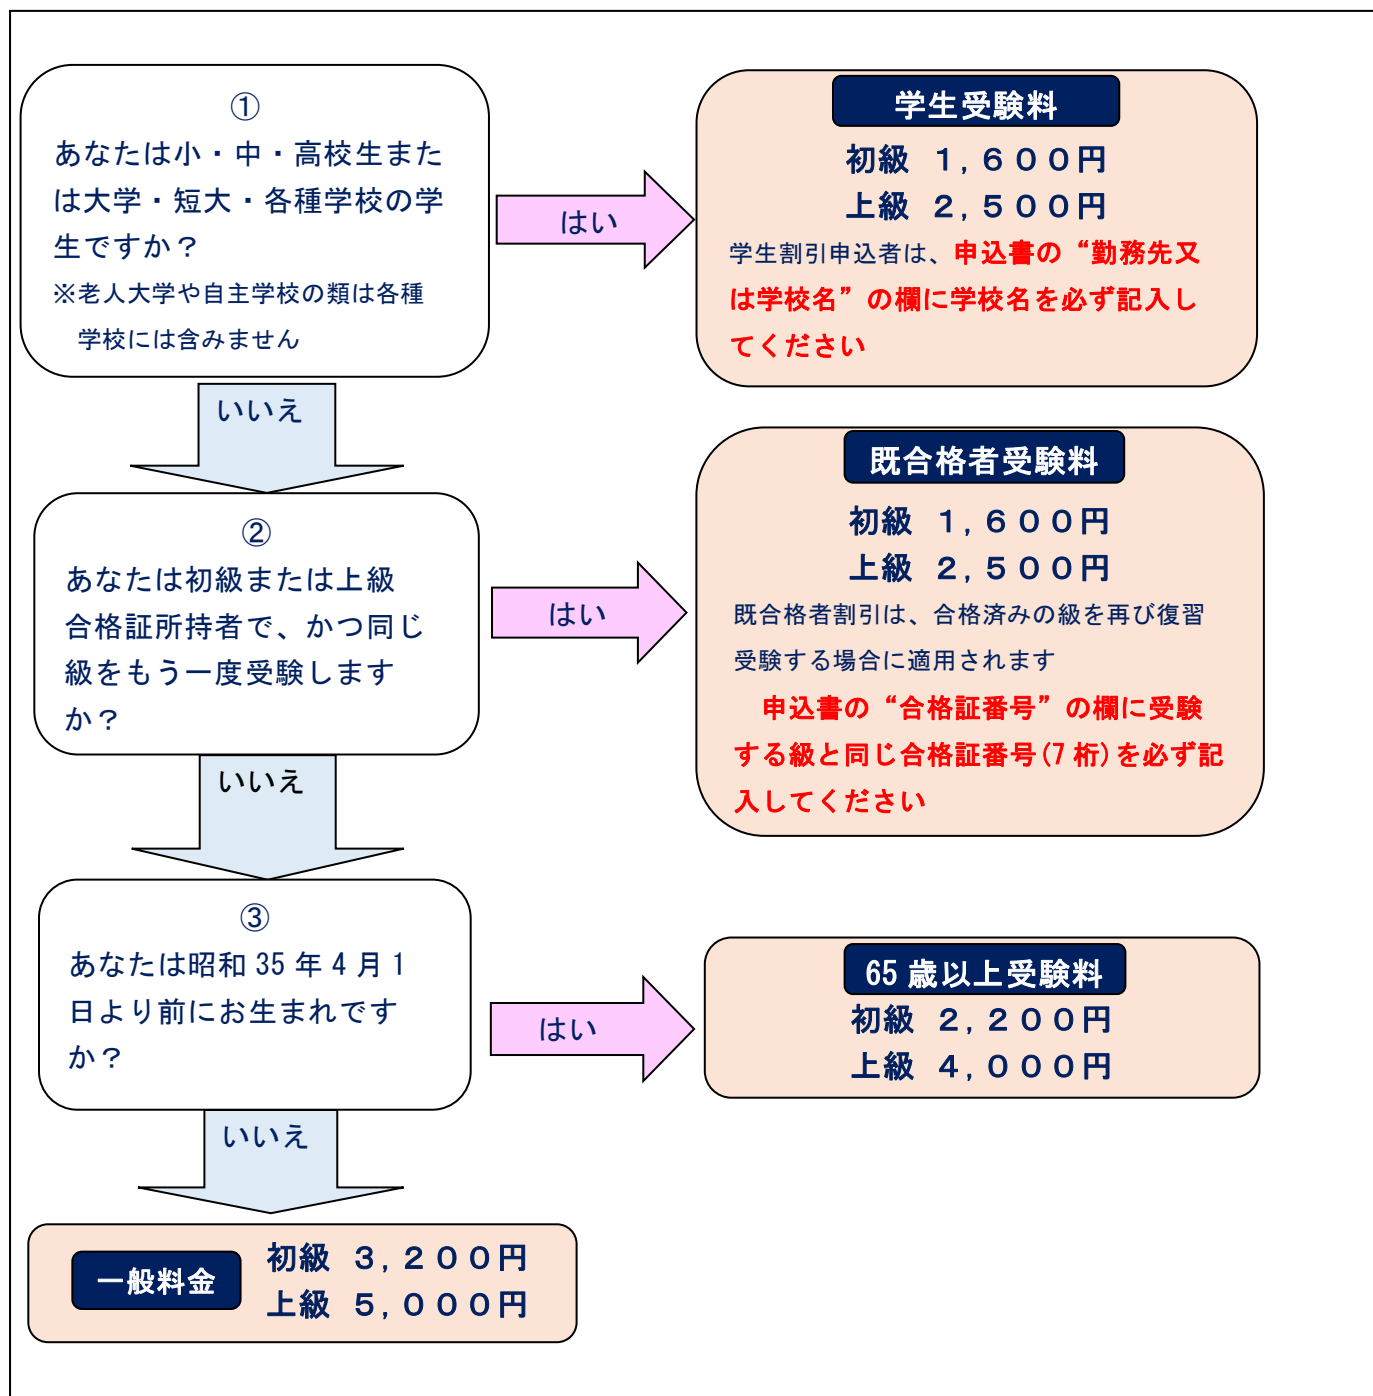 ①
あなたは小・中・高校生また
は大学・短大・各種学校の学
生ですか？
※老人大学や自主学校の類は各種
学校には含みません
はい
学生受験料
初級 １,６００円
上級 ２,５００円
学生割引申込者は、申込書の“勤務先又
は学校名”の欄に学校名を必ず記入し
てください
いいえ
②
あなたは初級または上級
合格証所持者で、かつ同じ
級をもう一度受験します
か？
はい
既合格者受験料
初級 １,６００円
上級 ２,５００円
既合格者割引は、合格済みの級を再び復習
受験する場合に適用されます
申込書の“合格証番号”の欄に受験
する級と同じ合格証番号(7 桁)を必ず記
入してください
いいえ
③
あなたは昭和 35 年 4 月 1
日より前にお生まれです
か？
はい
65 歳以上受験料
初級 ２,２００円
上級 ４,０００円
いいえ
一般料金
初級 ３,２００円
上級 ５,０００円